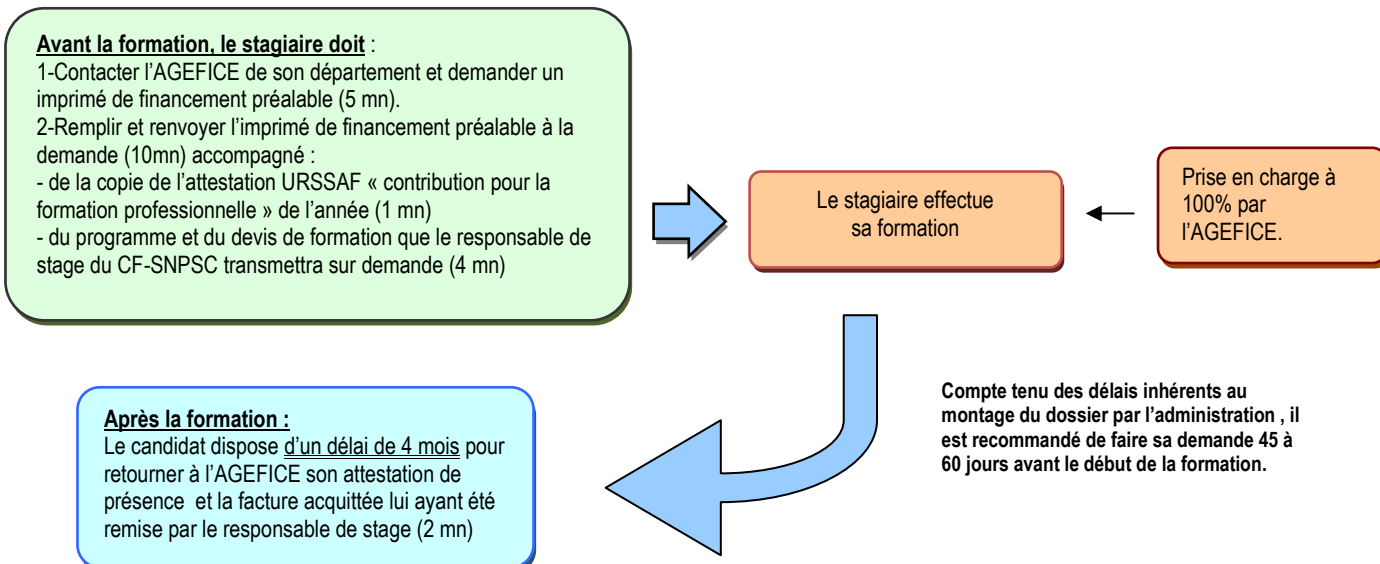 Avant la formation, le stagiaire doit :
1-Contacter l’AGEFICE de son département et demander un
imprimé de financement préalable (5 mn).
2-Remplir et renvoyer l’imprimé de financement préalable à la
demande (10mn) accompagné :
- de la copie de l’attestation URSSAF « contribution pour la
formation professionnelle » de l’année (1 mn)
- du programme et du devis de formation que le responsable de
stage du CF-SNPSC transmettra sur demande (4 mn)
Le stagiaire effectue
sa formation
Prise en charge à
100% par
l’AGEFICE.
Après la formation :
Le candidat dispose d’un délai de 4 mois pour
retourner à l’AGEFICE son attestation de
présence et la facture acquittée lui ayant été
remise par le responsable de stage (2 mn)
Compte tenu des délais inhérents au
montage du dossier par l’administration , il
est recommandé de faire sa demande 45 à
60 jours avant le début de la formation.